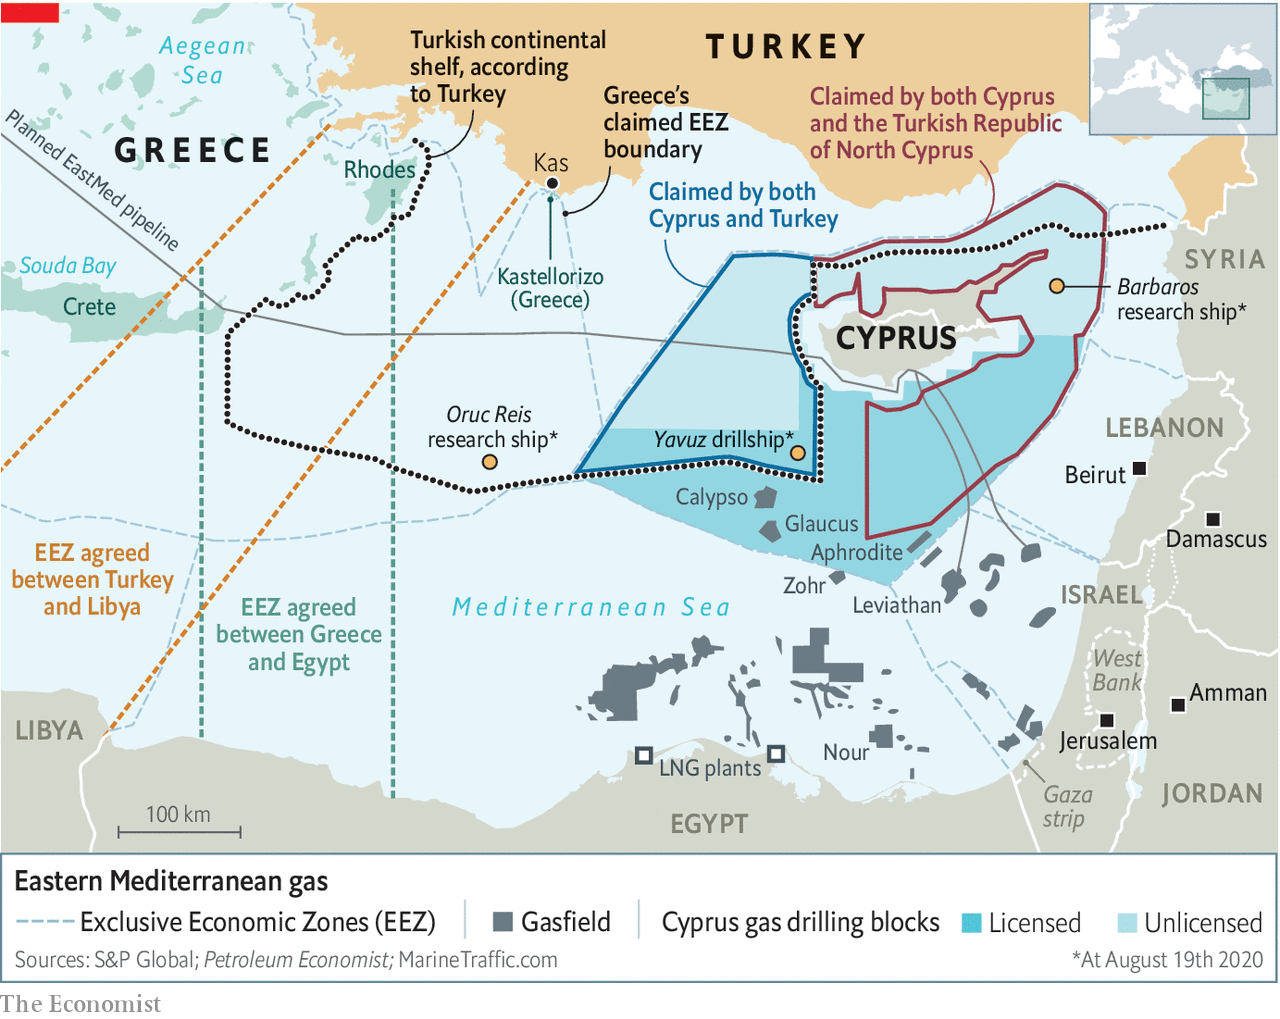 Aegean
Sea
Turkish continental
shelf, according
to Turkey
TURKEY
Greece's
claimed EEZ
boundary
Claimed by both Cyprus
and the Turkish Republic
of North Cyprus
Planned EastMed pipeline
GREECE
Rhodes
Kas
Claimed by both
Cyprus and Turkey
Souda Bay
Crete
Kastellorizo
(Greece)
SYRIA
Barbaros
research ship*
CYPRUS
Oruc Reis
research ship*
Yavuz drillship*
LEBANON
Beirut
Calypso
Glaucus
Aphrodite
Damascus
EEZ agreed
between Turkey
and Libya
EEZ agreed
between Greece
and Egypt
Mediterranean Sea
Zohr
Leviathan
ISRAEL
West
Bank
Amman
LIBYA
Jerusalem
Nour
LNG plants
Gaza
strip
JORDAN
100 km
EGYPT
Eastern Mediterranean gas
Exclusive Economic Zones (EEZ)
Gasfield
Cyprus gas drilling blocks
Licensed
Unlicensed
Sources: S&P Global; Petroleum Economist; MarineTraffic.com
*At August 19th 2020
The Economist